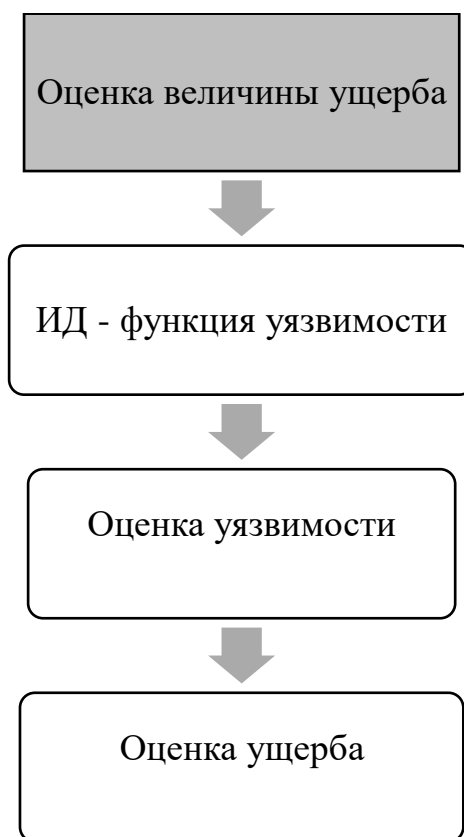 Оценка величины ущерба
ИД - функция уязвимости
Оценка уязвимости
Оценка ущерба